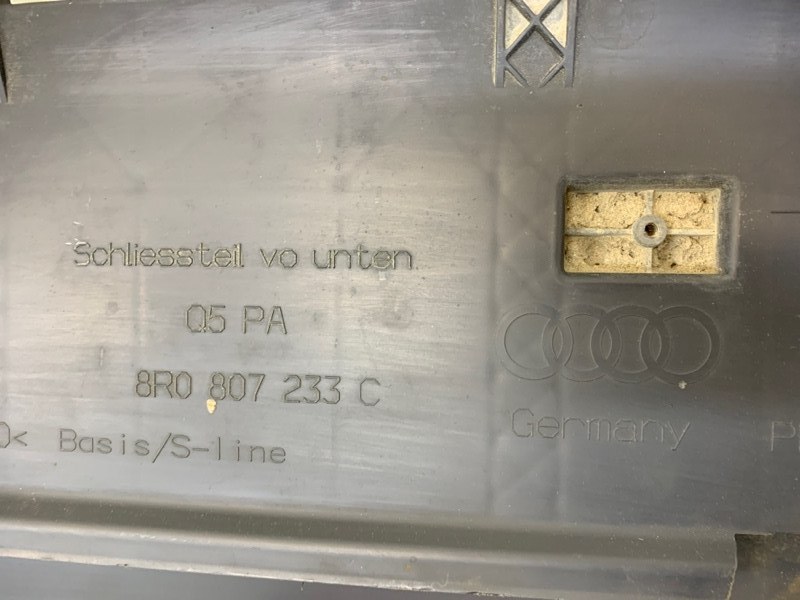 Schliessteil vo unten
Q5 PA
8R0 807 233 C
Basis/S-line
Germany